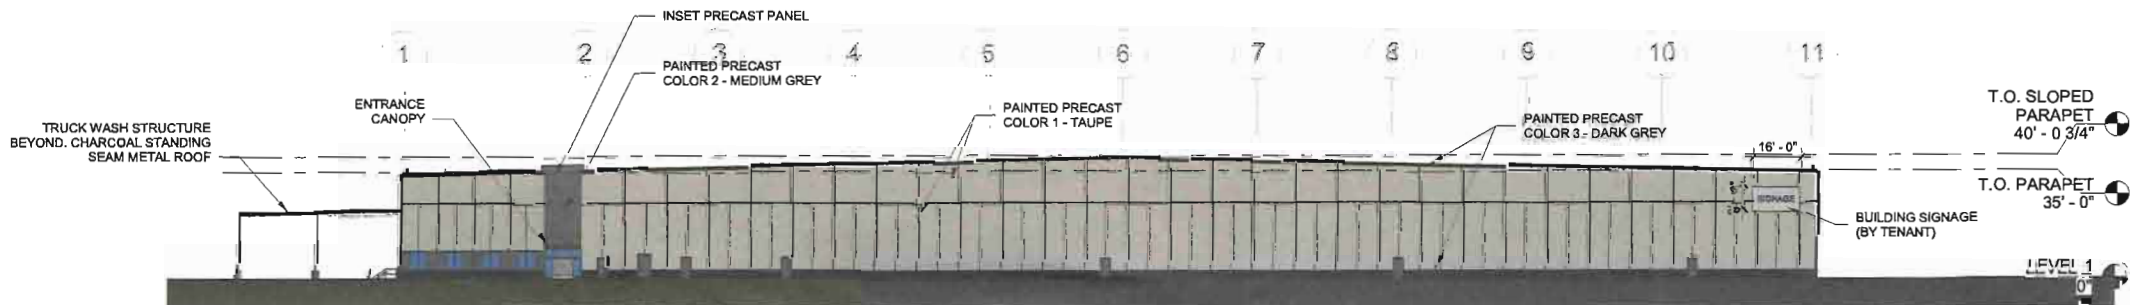 INSET PRECAST PANEL
1 2 3 4 5 6 7 8 9 10 11
PAINTED PRECAST
COLOR 2 - MEDIUM GREY
ENTRANCE
CANOPY
PAINTED PRECAST
COLOR 1 - TAUPE
PAINTED PRECAST
COLOR 3 - DARK GREY
TRUCK WASH STRUCTURE
BEYOND. CHARCOAL STANDING
SEAM METAL ROOF
T.O. SLOPED
PARAPET
40' - 0 3/4"
16' - 0"
T.O. PARAPET
35' - 0"
SIGNAGE
BUILDING SIGNAGE
(BY TENANT)
LEVEL 1
0"